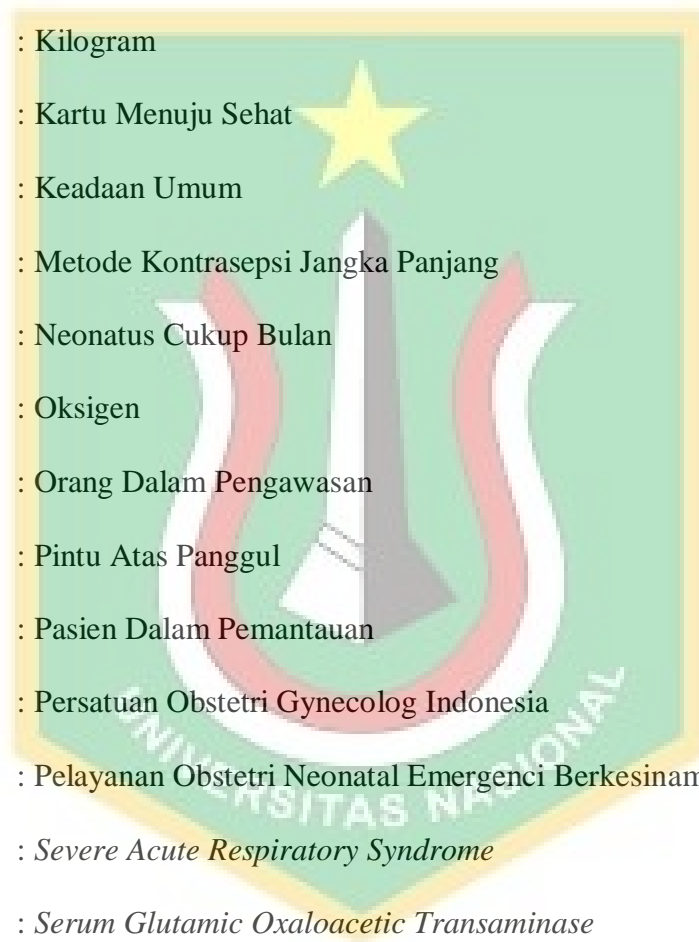 : Kilogram
: Kartu Menuju Sehat
: Keadaan Umum
: Metode Kontrasepsi Jangka Panjang
: Neonatus Cukup Bulan
: Oksigen
: Orang Dalam Pengawasan
: Pintu Atas Panggul
: Pasien Dalam Pemantauan
: Persatuan Obstetri Gynecolog Indonesia
: Pelayanan Obstetri Neonatal Emergenci Berkesinam
: Severe Acute Respiratory Syndrome
: Serum Glutamic Oxaloacetic Transaminase
UNIVERSITAS NASIONAL